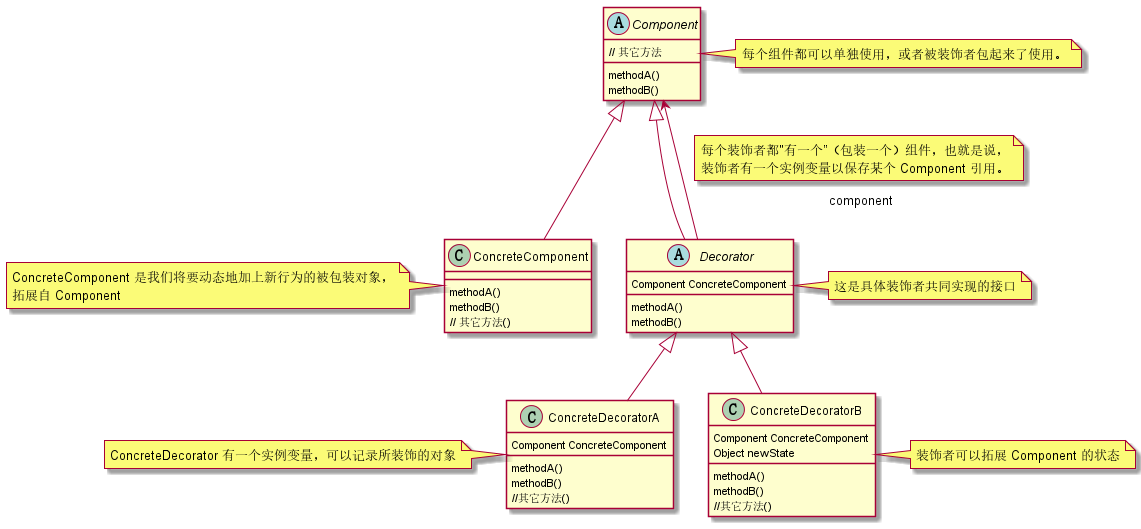 A Component
// 其它方法
methodA()
methodB()
每个组件都可以单独使用，或者被装饰者包起来了使用。
每个装饰者都"有一个"（包装一个）组件，也就是说，
装饰者有一个实例变量以保存某个 Component 引用。
component
ConcreteComponent 是我们将要动态地加上新行为的被包装对象，
拓展自 Component
C ConcreteComponent
methodA()
methodB()
// 其它方法()
A Decorator
Component ConcreteComponent
methodA()
methodB()
这是具体装饰者共同实现的接口
ConcreteDecorator 有一个实例变量，可以记录所装饰的对象
C ConcreteDecoratorA
Component ConcreteComponent
methodA()
methodB()
//其它方法()
C ConcreteDecoratorB
Component ConcreteComponent
Object newState
methodA()
methodB()
//其它方法()
装饰者可以拓展 Component 的状态